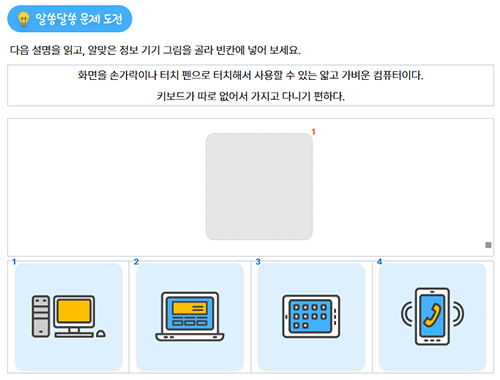 알쏭달쏭 문제 도전
다음 설명을 읽고, 알맞은 정보 기기 그림을 골라 빈칸에 넣어 보세요.
화면을 손가락이나 터치 펜으로 터치해서 사용할 수 있는 얇고 가벼운 컴퓨터이다.
키보드가 따로 없어서 가지고 다니기 편하다.
1
1
2
3
4